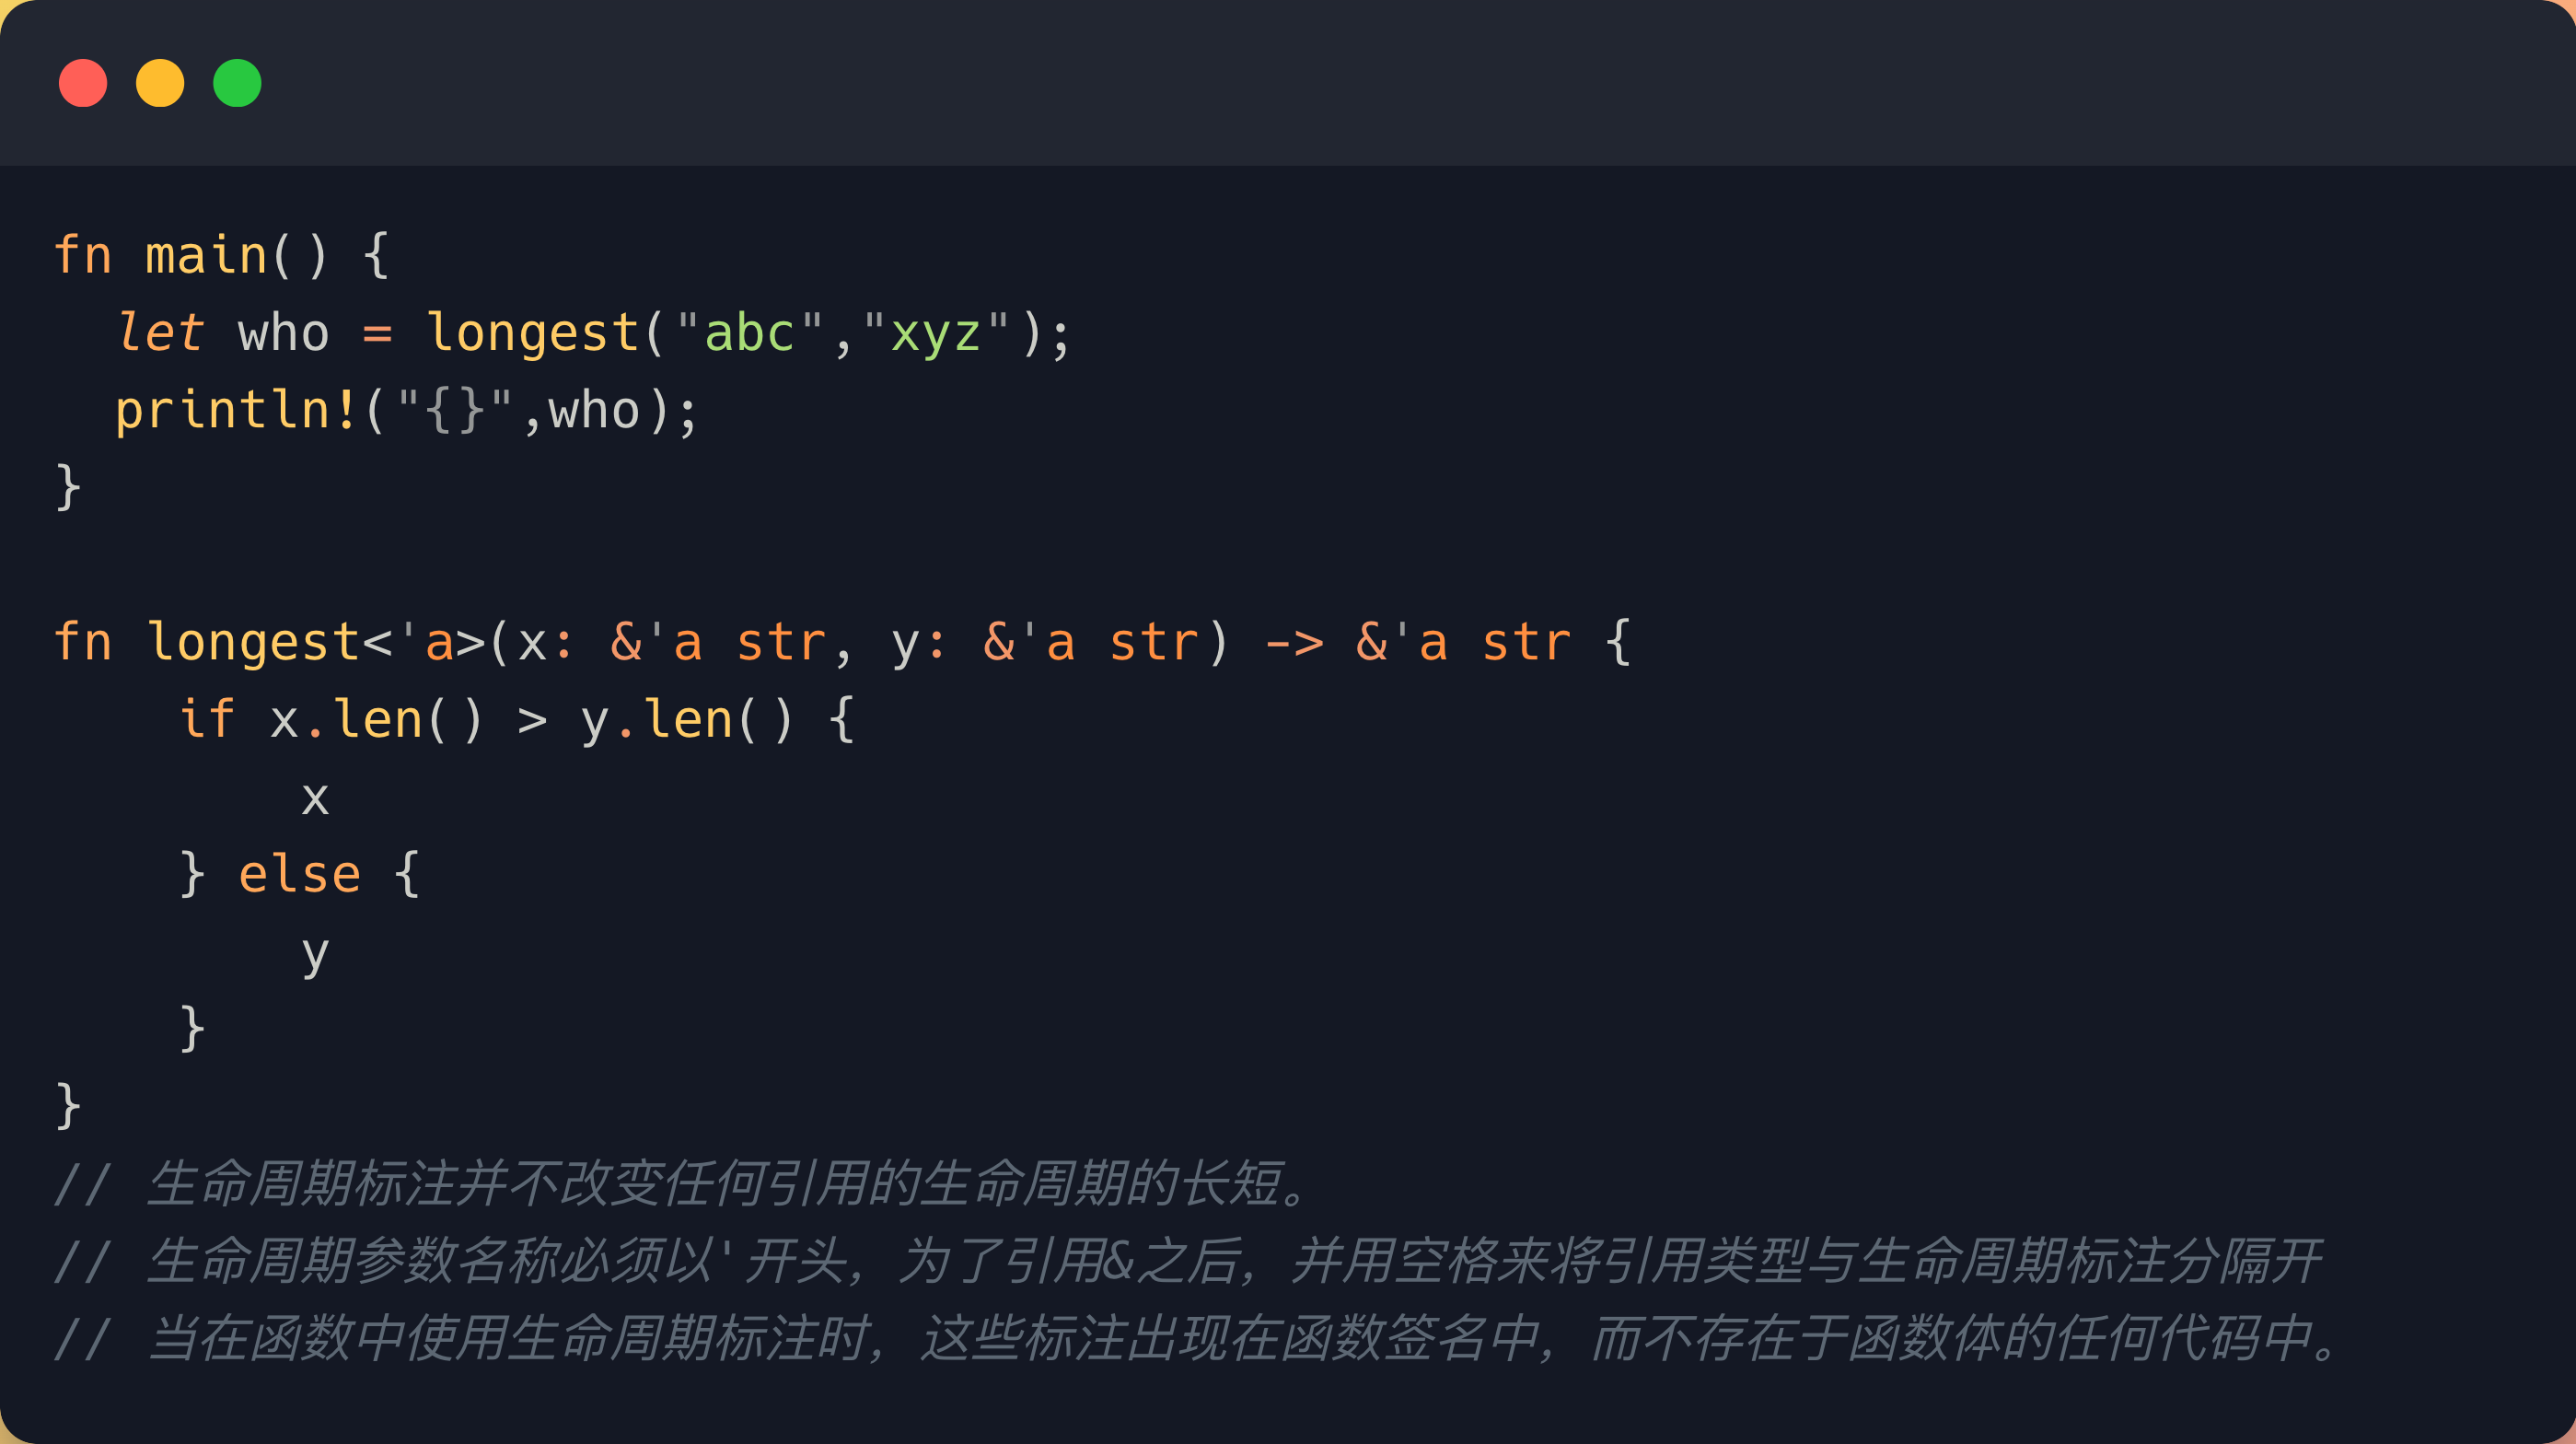 fn main() {
  let who = longest("abc","xyz");
  println!("{}",who);
}

fn longest<'a>(x: &'a str, y: &'a str) -> &'a str {
    if x.len() > y.len() {
        x
    } else {
        y
    }
}
// 生命周期标注并不改变任何引用的生命周期的长短。
// 生命周期参数名称必须以'开头，为了引用&之后，并用空格来将引用类型与生命周期标注分隔开
// 当在函数中使用生命周期标注时，这些标注出现在函数签名中，而不存在于函数体的任何代码中。